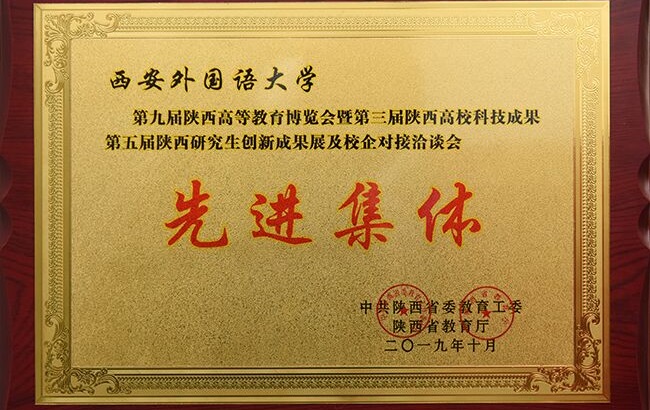 西安外国语大学
第九届陕西高等教育博览会暨第三届陕西高校科技成果
第五届陕西研究生创新成果展及校企对接洽谈会
先进集体
中共陕西省委教育工委
陕西省教育厅
二〇一九年十月